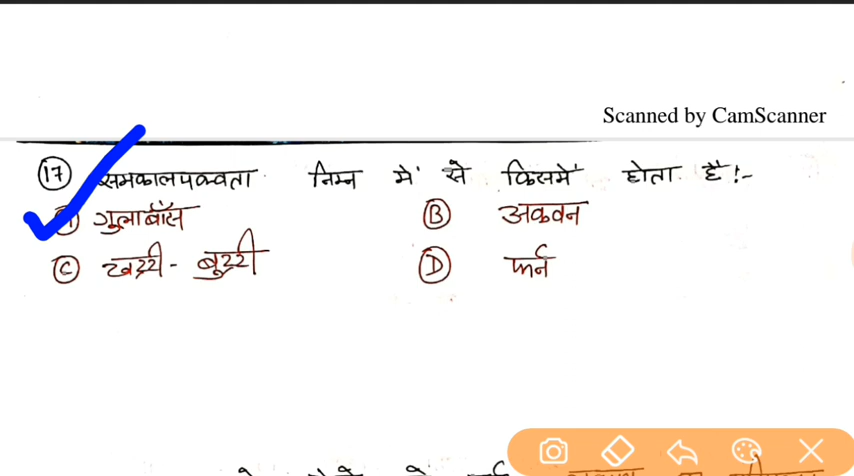 Scanned by CamScanner
(17) समकालपक्वता निम्न में से किसमें होता है!-
(A) गुलाबाँस (B) अकवन
(C) खट्टी - बुट्टी (D) फर्न